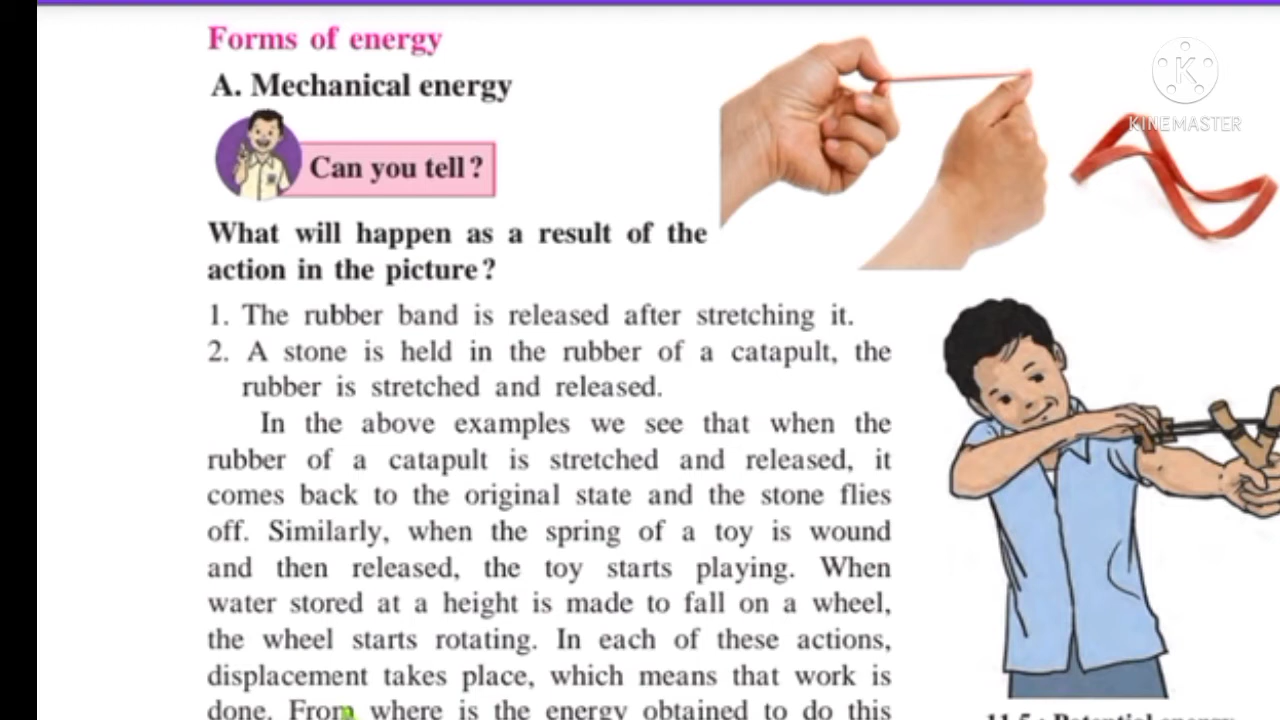 Forms of energy
A. Mechanical energy
Can you tell?
What will happen as a result of the
action in the picture?
1. The rubber band is released after stretching it.
2. A stone is held in the rubber of a catapult, the
rubber is stretched and released.
In the above examples we see that when the
rubber of a catapult is stretched and released, it
comes back to the original state and the stone flies
off. Similarly, when the spring of a toy is wound
and then released, the toy starts playing. When
water stored at a height is made to fall on a wheel,
the wheel starts rotating. In each of these actions,
displacement takes place, which means that work is
done. From where is the energy obtained to do this
K
KINEMASTER
11.5 : Potential energy